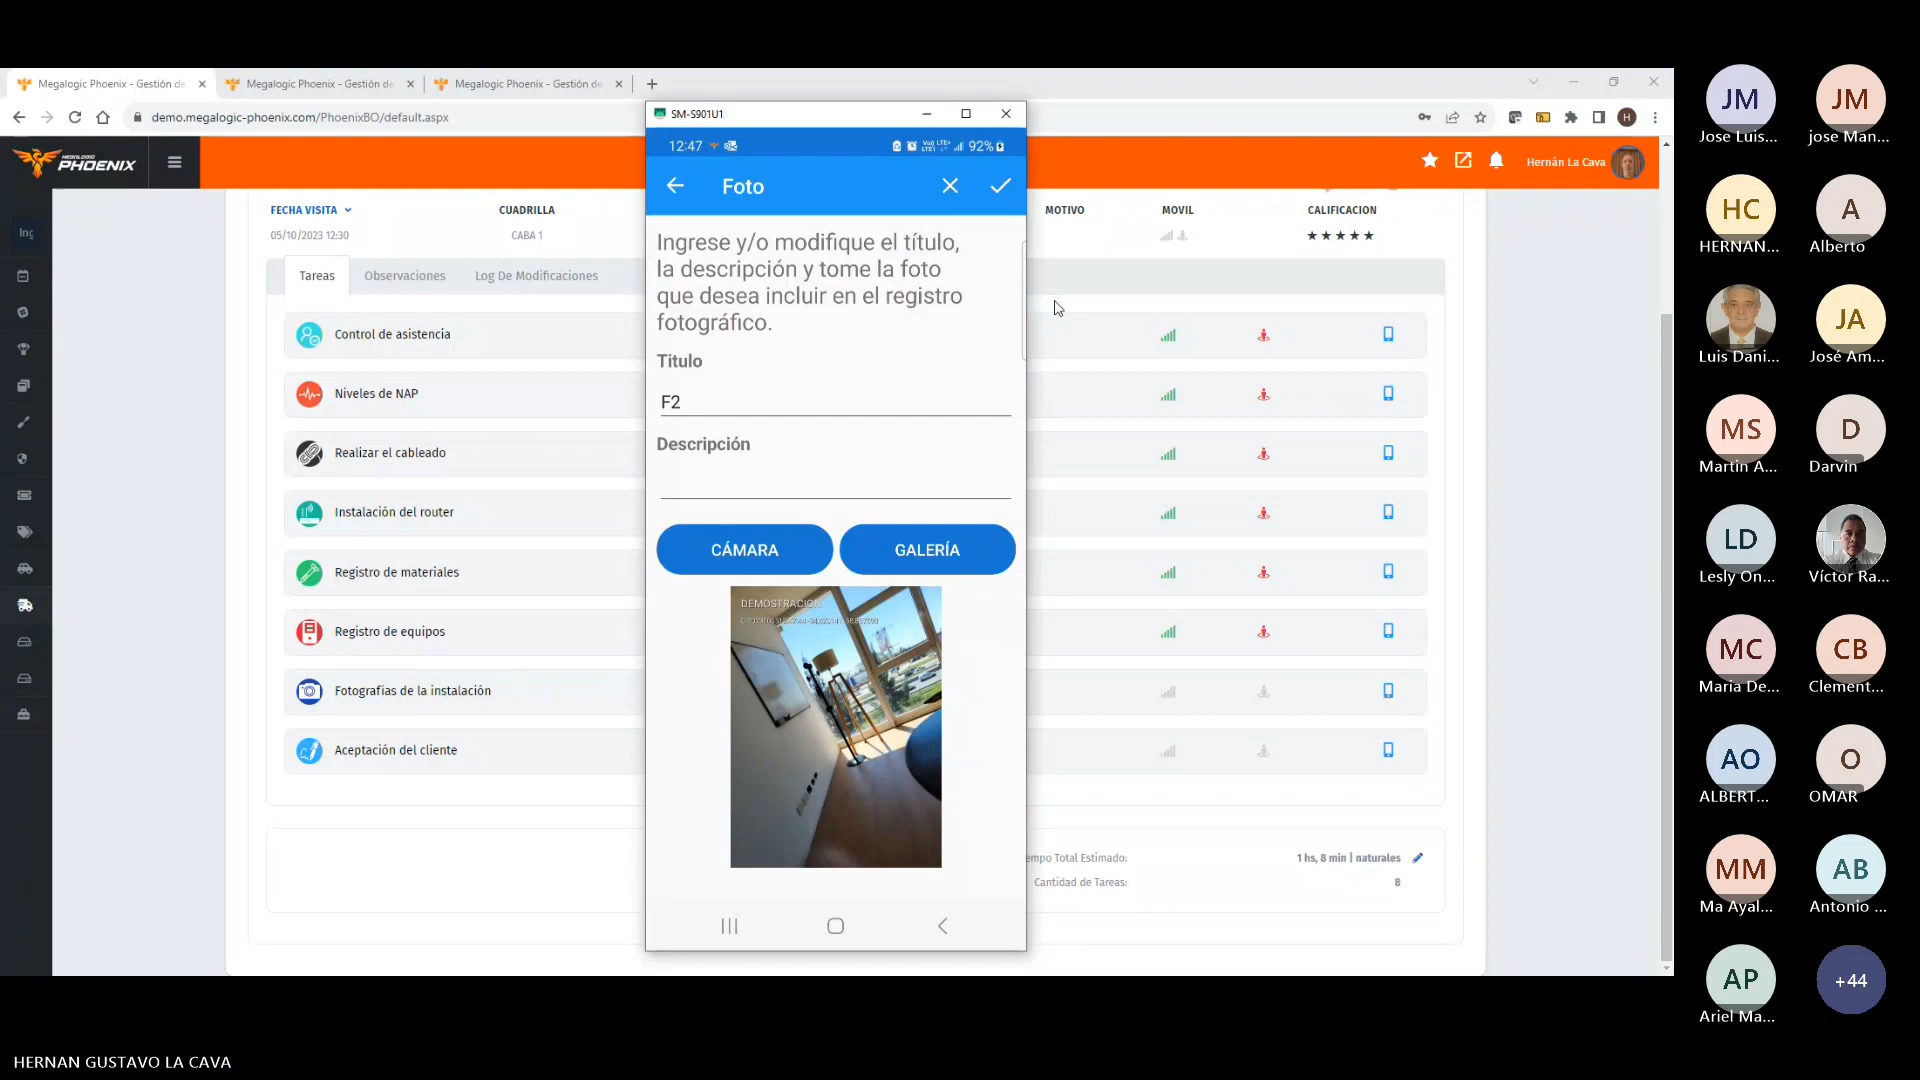 Megalogic Phoenix - Gestión de
Megalogic Phoenix - Gestión de
Megalogic Phoenix - Gestión de
demo.megalogic-phoenix.com/PhoenixBO/default.aspx
H
MEGALOGIC
PHOENIX
Hernán La Cava
Ing
FECHA VISITA
CUADRILLA
MOTIVO
MOVIL
CALIFICACION
05/10/2023 12:30
CABA 1
★★★★★
Tareas
Observaciones
Log De Modificaciones
Control de asistencia
Niveles de NAP
Realizar el cableado
Instalación del router
Registro de materiales
Registro de equipos
Fotografías de la instalación
Aceptación del cliente
empo Total Estimado:
1 hs, 8 min | naturales
Cantidad de Tareas:
8
SM-S901U1
12:47
92%
Foto
Ingrese y/o modifique el título,
la descripción y tome la foto
que desea incluir en el registro
fotográfico.
Titulo
F2
Descripción
CÁMARA
GALERÍA
DEMOSTRACION
JM
JM
Jose Luis...
jose Man...
HC
A
HERNAN...
Alberto
JA
Luis Dani...
José Am...
MS
D
Martin A...
Darvin
LD
Lesly On...
Víctor Ra...
MC
CB
Maria De...
Clement...
AO
O
ALBERT...
OMAR
MM
AB
Ma Ayal...
Antonio ...
AP
+44
Ariel Ma...
HERNAN GUSTAVO LA CAVA